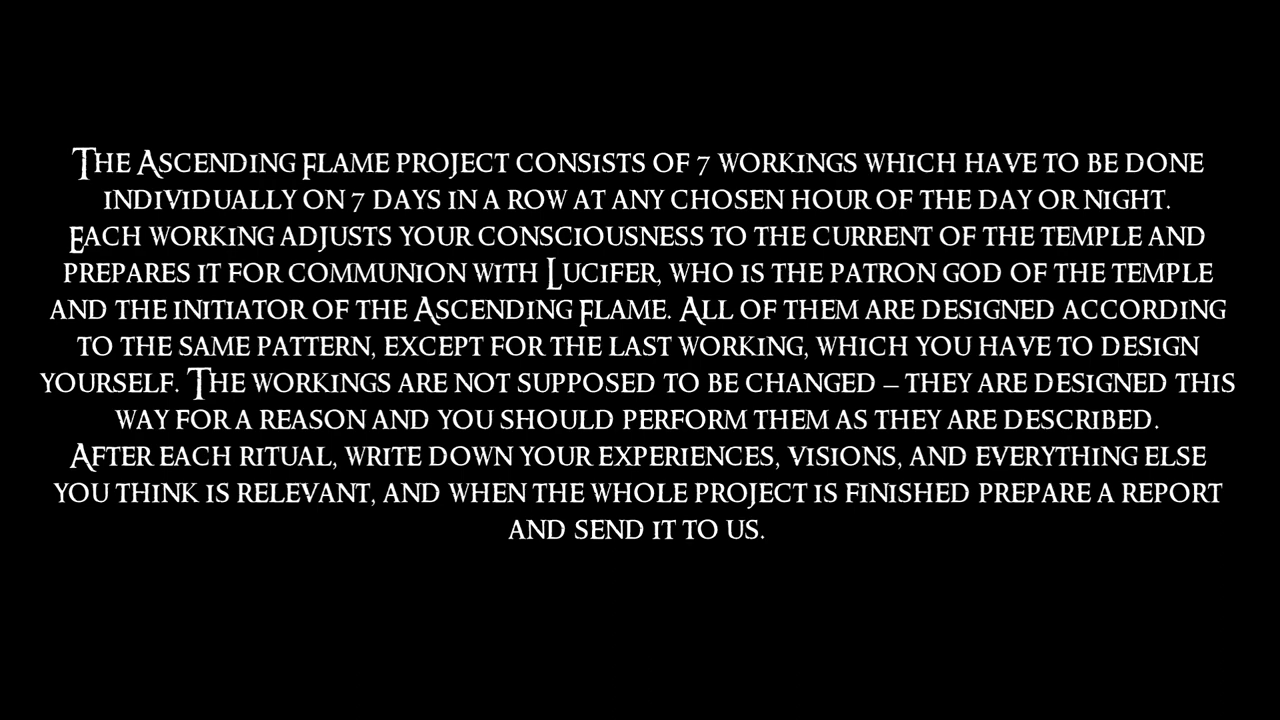 The Ascending Flame project consists of 7 workings which have to be done
individually on 7 days in a row at any chosen hour of the day or night.
Each working adjusts your consciousness to the current of the temple and
prepares it for communion with Lucifer, who is the patron god of the temple
and the initiator of the Ascending Flame. All of them are designed according
to the same pattern, except for the last working, which you have to design
yourself. The workings are not supposed to be changed – they are designed this
way for a reason and you should perform them as they are described.
After each ritual, write down your experiences, visions, and everything else
you think is relevant, and when the whole project is finished prepare a report
and send it to us.